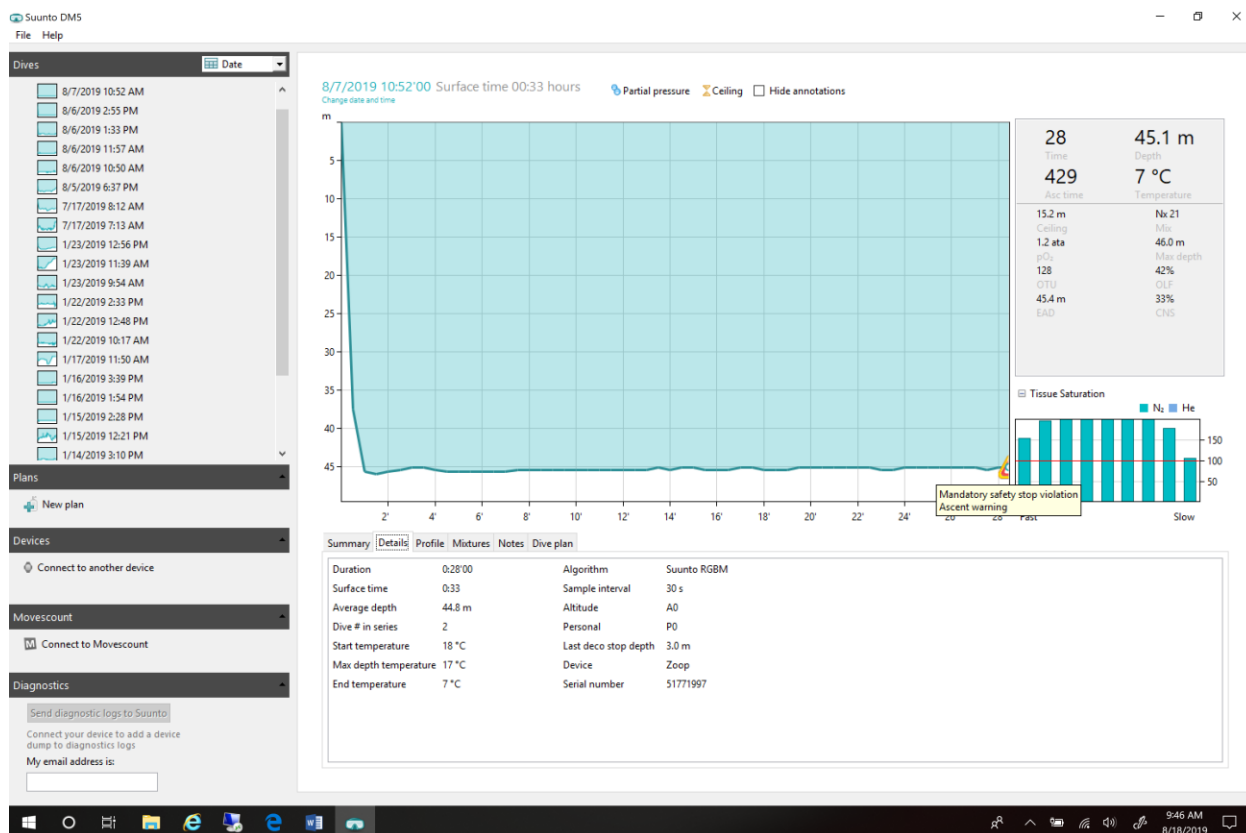 Suunto DM5
File Help
Dives
Date
8/7/2019 10:52 AM
8/6/2019 2:55 PM
8/6/2019 1:33 PM
8/6/2019 11:57 AM
8/6/2019 10:50 AM
8/5/2019 6:37 PM
7/17/2019 8:12 AM
7/17/2019 7:13 AM
1/23/2019 12:56 PM
1/23/2019 11:39 AM
1/23/2019 9:54 AM
1/22/2019 2:33 PM
1/22/2019 12:48 PM
1/22/2019 10:17 AM
1/17/2019 11:50 AM
1/16/2019 3:39 PM
1/16/2019 1:54 PM
1/15/2019 2:28 PM
1/15/2019 12:21 PM
1/14/2019 3:10 PM
Plans
New plan
Devices
Connect to another device
Movescount
M Connect to Movescount
Diagnostics
Send diagnostic logs to Suunto
Connect your device to add a device
dump to diagnostics logs
My email address is:
8/7/2019 10:52'00 Surface time 00:33 hours
Change date and time
Partial pressure Ceiling Hide annotations
m
5
10
15
20
25
30
35
40
45
2' 4' 6' 8' 10' 12' 14' 16' 18' 20' 22' 24' 26' 28'
Mandatory safety stop violation
Ascent warning
28 45.1 m
Time Depth
429 7 °C
Asc time Temperature
15.2 m Nx 21
Ceiling Mix
1.2 ata 46.0 m
pO₂ Max depth
128 42%
OTU OLF
45.4 m 33%
EAD CNS
Tissue Saturation
N₂ He
150
100
50
Fast Slow
Summary Details Profile Mixtures Notes Dive plan
Duration 0:28'00 Algorithm Suunto RGBM
Surface time 0:33 Sample interval 30 s
Average depth 44.8 m Altitude A0
Dive # in series 2 Personal P0
Start temperature 18 °C Last deco stop depth 3.0 m
Max depth temperature 17 °C Device Zoop
End temperature 7 °C Serial number 51771997
9:46 AM
8/18/2019